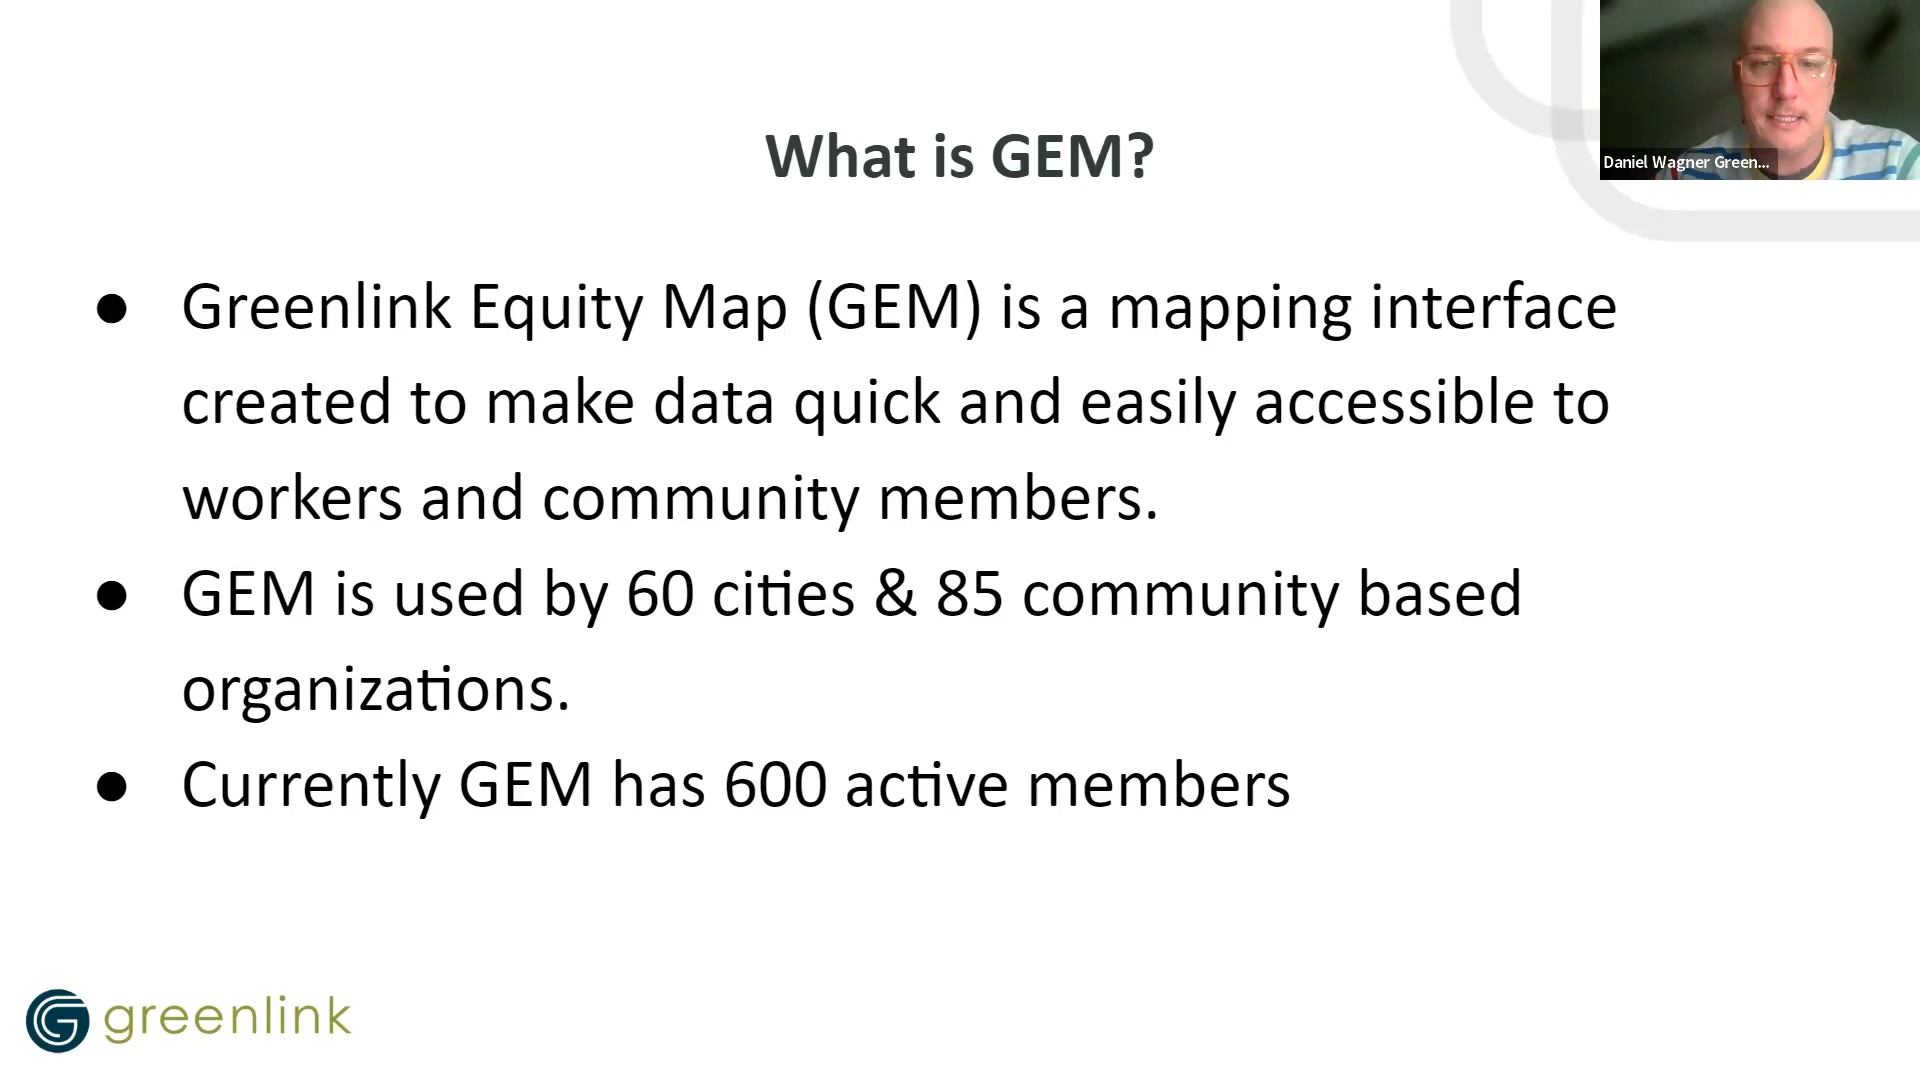 What is GEM?
Daniel Wagner Green...
● Greenlink Equity Map (GEM) is a mapping interface
created to make data quick and easily accessible to
workers and community members.
● GEM is used by 60 cities & 85 community based
organizations.
● Currently GEM has 600 active members
greenlink